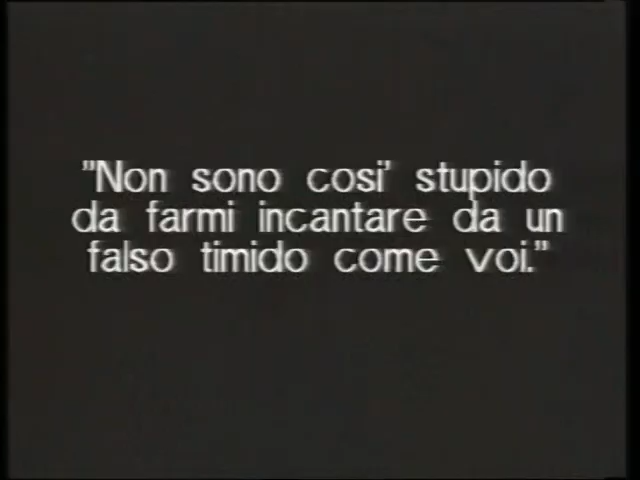 "Non sono cosi' stupido
da farmi incantare da un
falso timido come voi."